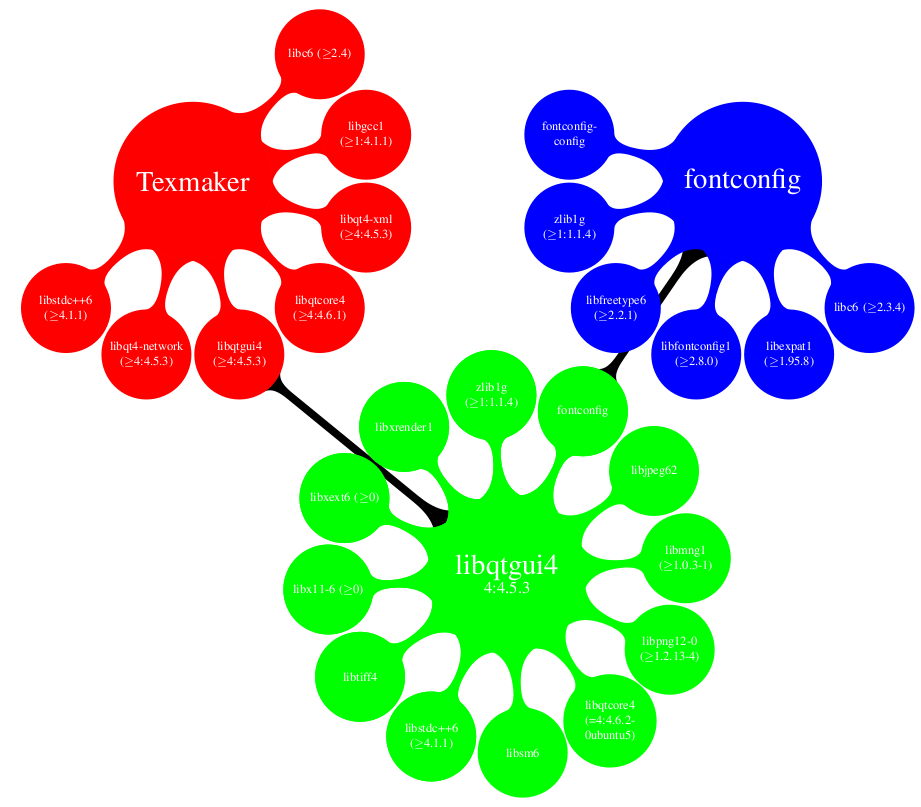 Texmaker
libc6 (≥2.4)
libgcc1
(≥1:4.1.1)
libqt4-xml
(≥4:4.5.3)
libqtcore4
(≥4:4.6.1)
libqtgui4
(≥4:4.5.3)
libqt4-network
(≥4:4.5.3)
libstdc++6
(≥4.1.1)
fontconfig
fontconfig-
config
zlib1g
(≥1:1.1.4)
libfreetype6
(≥2.2.1)
libfontconfig1
(≥2.8.0)
libexpat1
(≥1.95.8)
libc6 (≥2.3.4)
libqtgui4
4:4.5.3
zlib1g
(≥1:1.1.4)
fontconfig
libjpeg62
libmng1
(≥1.0.3-1)
libpng12-0
(≥1.2.13-4)
libqtcore4
(=4:4.6.2-
0ubuntu5)
libsm6
libstdc++6
(≥4.1.1)
libtiff4
libx11-6 (≥0)
libxext6 (≥0)
libxrender1